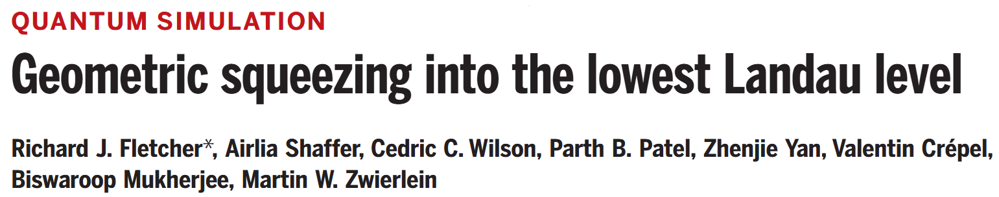 QUANTUM SIMULATION
Geometric squeezing into the lowest Landau level
Richard J. Fletcher*, Airlia Shaffer, Cedric C. Wilson, Parth B. Patel, Zhenjie Yan, Valentin Crépel,
Biswaroop Mukherjee, Martin W. Zwierlein